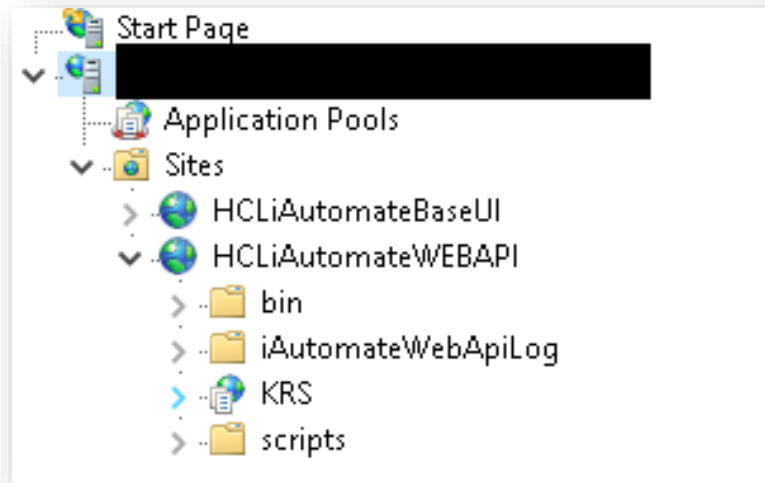 Start Page
Application Pools
Sites
HCLiAutomateBaseUI
HCLiAutomateWEBAPI
bin
iAutomateWebApiLog
KRS
scripts